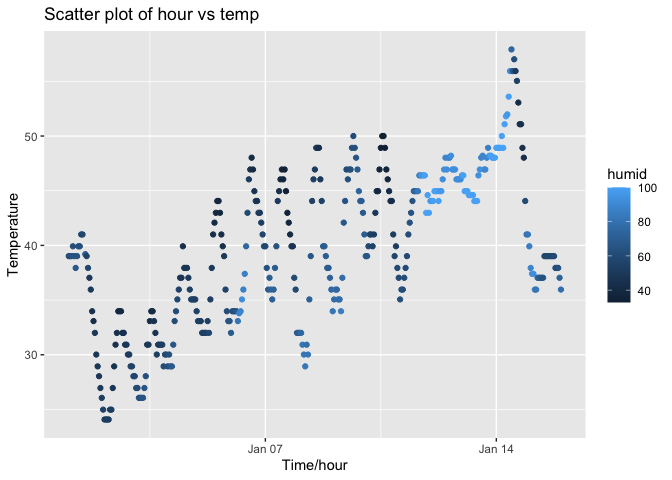 Scatter plot of hour vs temp
50
40
30
Temperature
Jan 07
Jan 14
Time/hour
humid
100
80
60
40